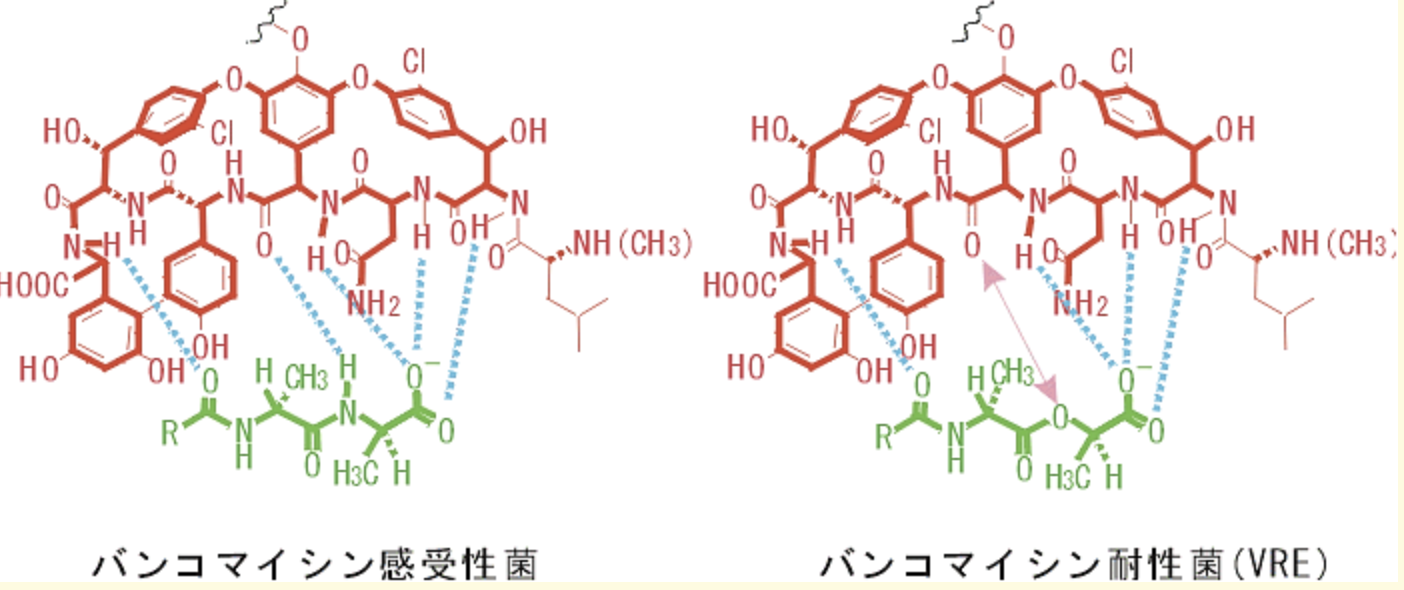 O
O O Cl
HO Cl OH
O O H O
O N N N N N
H O H O H H O NH(CH3)
N H O
HOOC NH2
HO OH OH
O H CH3 H O−
R N N O
H O H3C H
バンコマイシン感受性菌
O
O O Cl
HO Cl OH
O O H O
O N N N N N
H O H O H H O NH(CH3)
N H O
HOOC NH2
HO OH OH
O H CH3 O−
R N O O
H O H3C H
バンコマイシン耐性菌(VRE)